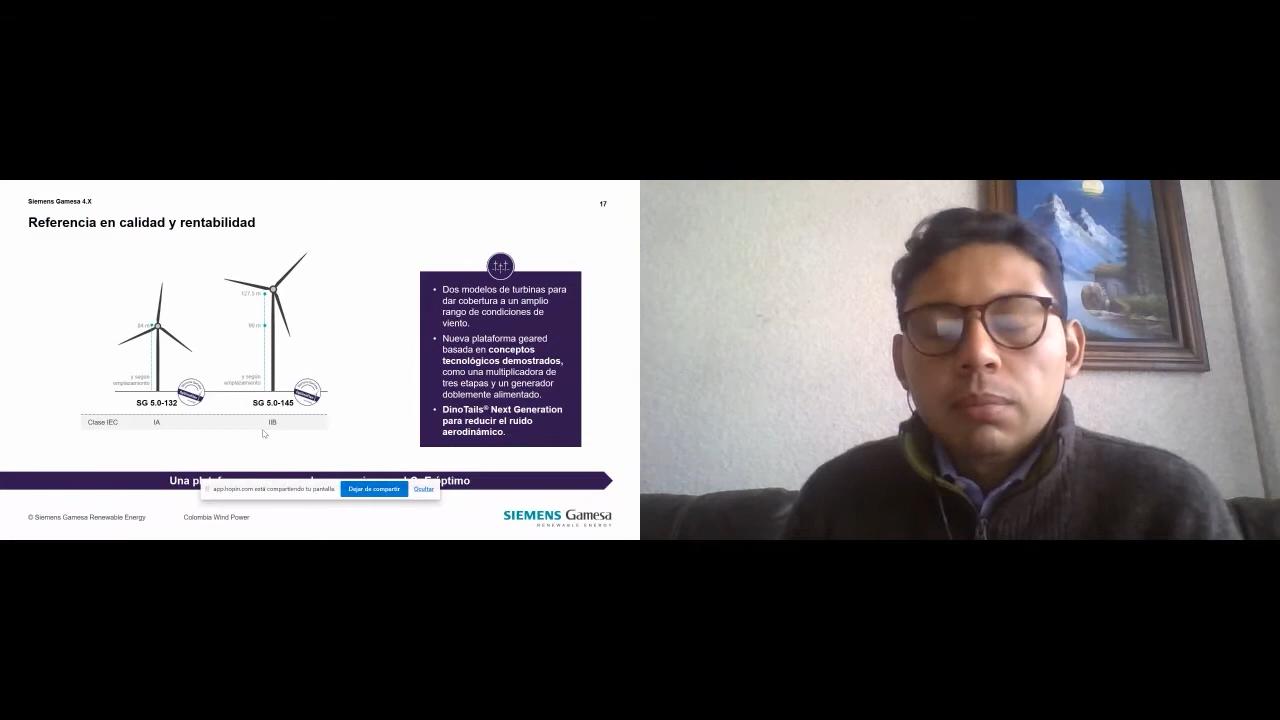 Siemens Gamesa 4.X
17
Referencia en calidad y rentabilidad
127.5 m
84 m
90 m
y según
emplazamiento
y según
emplazamiento
SG 5.0-132
SG 5.0-145
Clase IEC
IA
IIB
• Dos modelos de turbinas para
dar cobertura a un amplio
rango de condiciones de
viento.
• Nueva plataforma geared
basada en conceptos
tecnológicos demostrados,
como una multiplicadora de
tres etapas y un generador
doblemente alimentado.
• DinoTails® Next Generation
para reducir el ruido
aerodinámico.
Una óptimo
app.hopin.com está compartiendo tu pantalla.
Dejar de compartir
Ocultar
© Siemens Gamesa Renewable Energy
Colombia Wind Power
SIEMENS Gamesa
RENEWABLE ENERGY